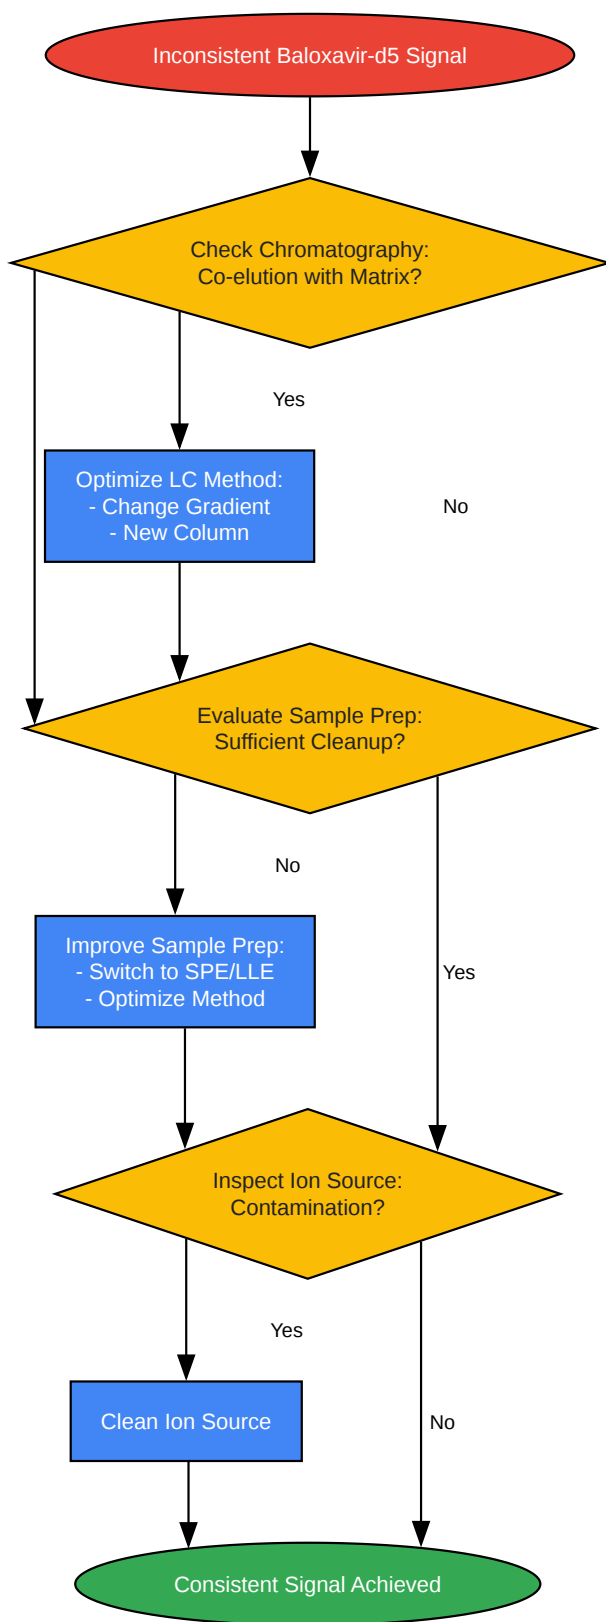 Inconsistent Baloxavir-d5 Signal
Check Chromatography:
Co-elution with Matrix?
Yes
Optimize LC Method:
- Change Gradient
- New Column
No
Evaluate Sample Prep:
Sufficient Cleanup?
No
Improve Sample Prep:
- Switch to SPE/LLE
- Optimize Method
Yes
Inspect Ion Source:
Contamination?
Yes
Clean Ion Source
No
Consistent Signal Achieved